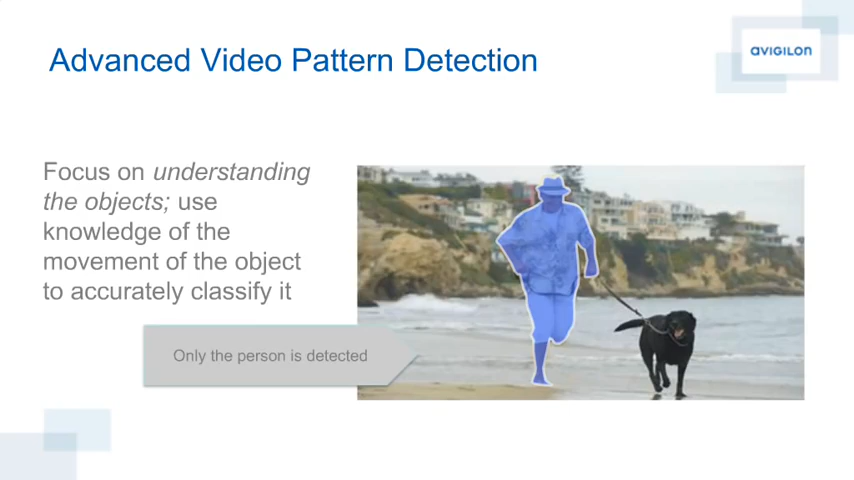 Advanced Video Pattern Detection
avigilon
Focus on understanding
the objects; use
knowledge of the
movement of the object
to accurately classify it
Only the person is detected